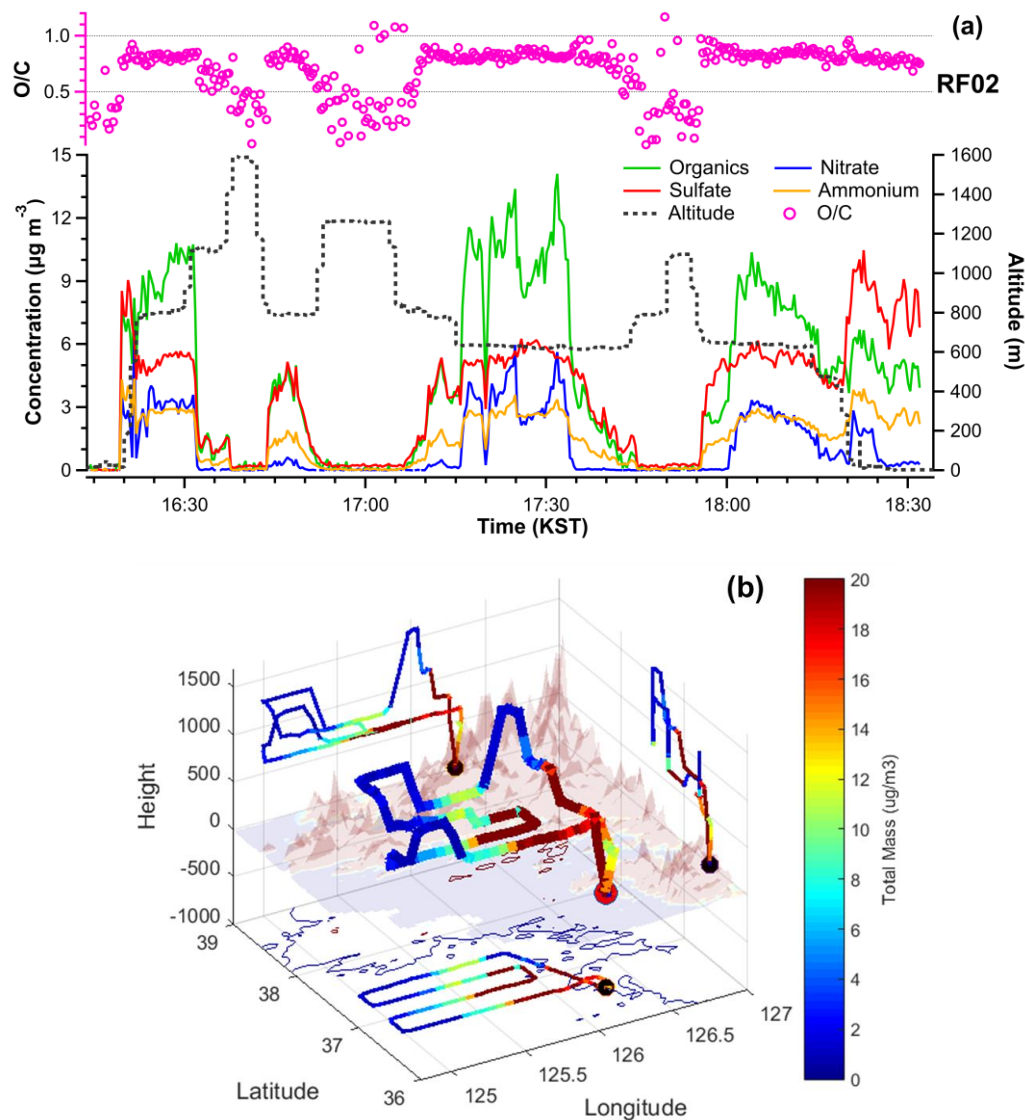 (a)
1.0
O/C
0.5
RF02
15
12
9
6
3
0
Concentration (µg m⁻³)
Organics
Nitrate
Sulfate
Ammonium
Altitude
O/C
1600
1400
1200
1000
800
600
400
200
0
Altitude (m)
16:30
17:00
17:30
18:00
18:30
Time (KST)
(b)
1500
1000
500
0
-500
-1000
Height
39
38
37
36
Latitude
125
125.5
126
126.5
127
Longitude
20
18
16
14
12
10
8
6
4
2
0
Total Mass (ug/m3)